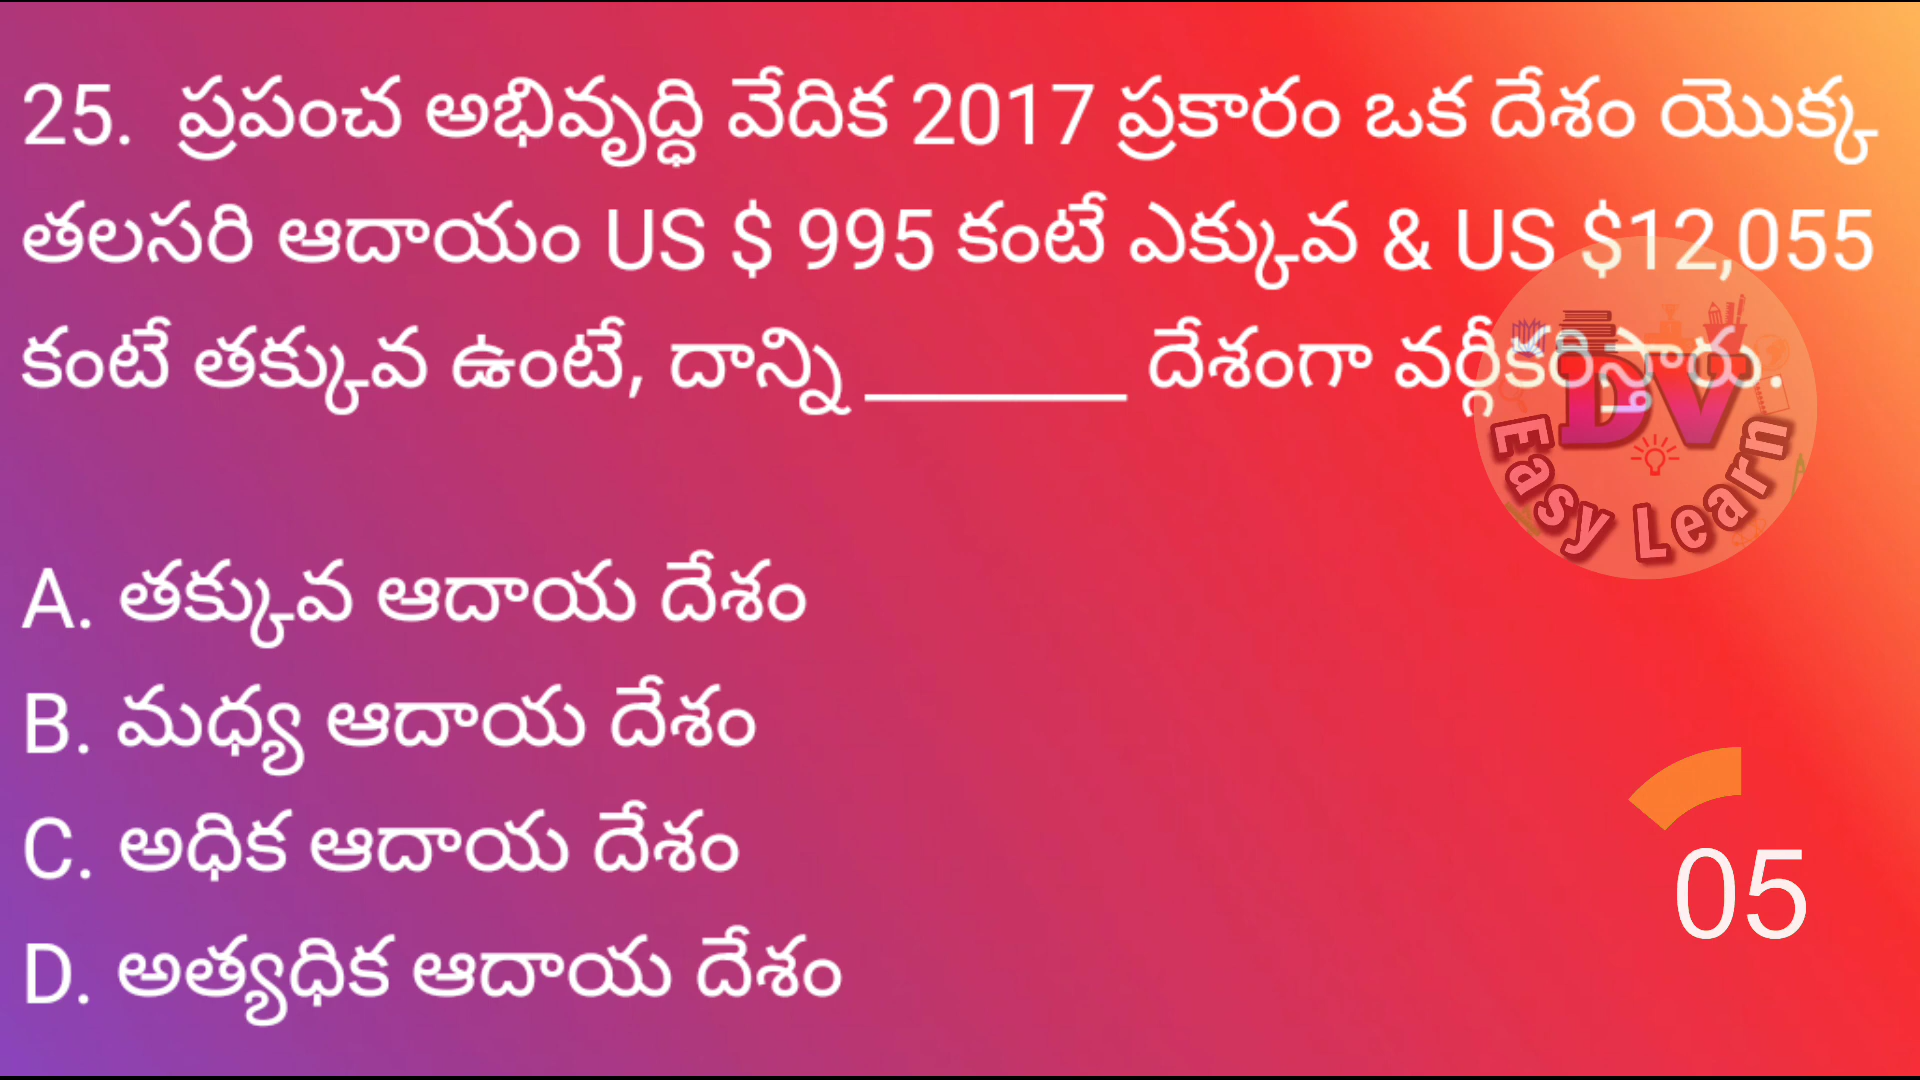 25. ప్రపంచ అభివృద్ధి వేదిక 2017 ప్రకారం ఒక దేశం యొక్క
తలసరి ఆదాయం US $ 995 కంటే ఎక్కువ & US $12,055
కంటే తక్కువ ఉంటే, దాన్ని ________ దేశంగా వర్గీకరిస్తారు.
DV
Easy Learn
A. తక్కువ ఆదాయ దేశం
B. మధ్య ఆదాయ దేశం
C. అధిక ఆదాయ దేశం
D. అత్యధిక ఆదాయ దేశం
05